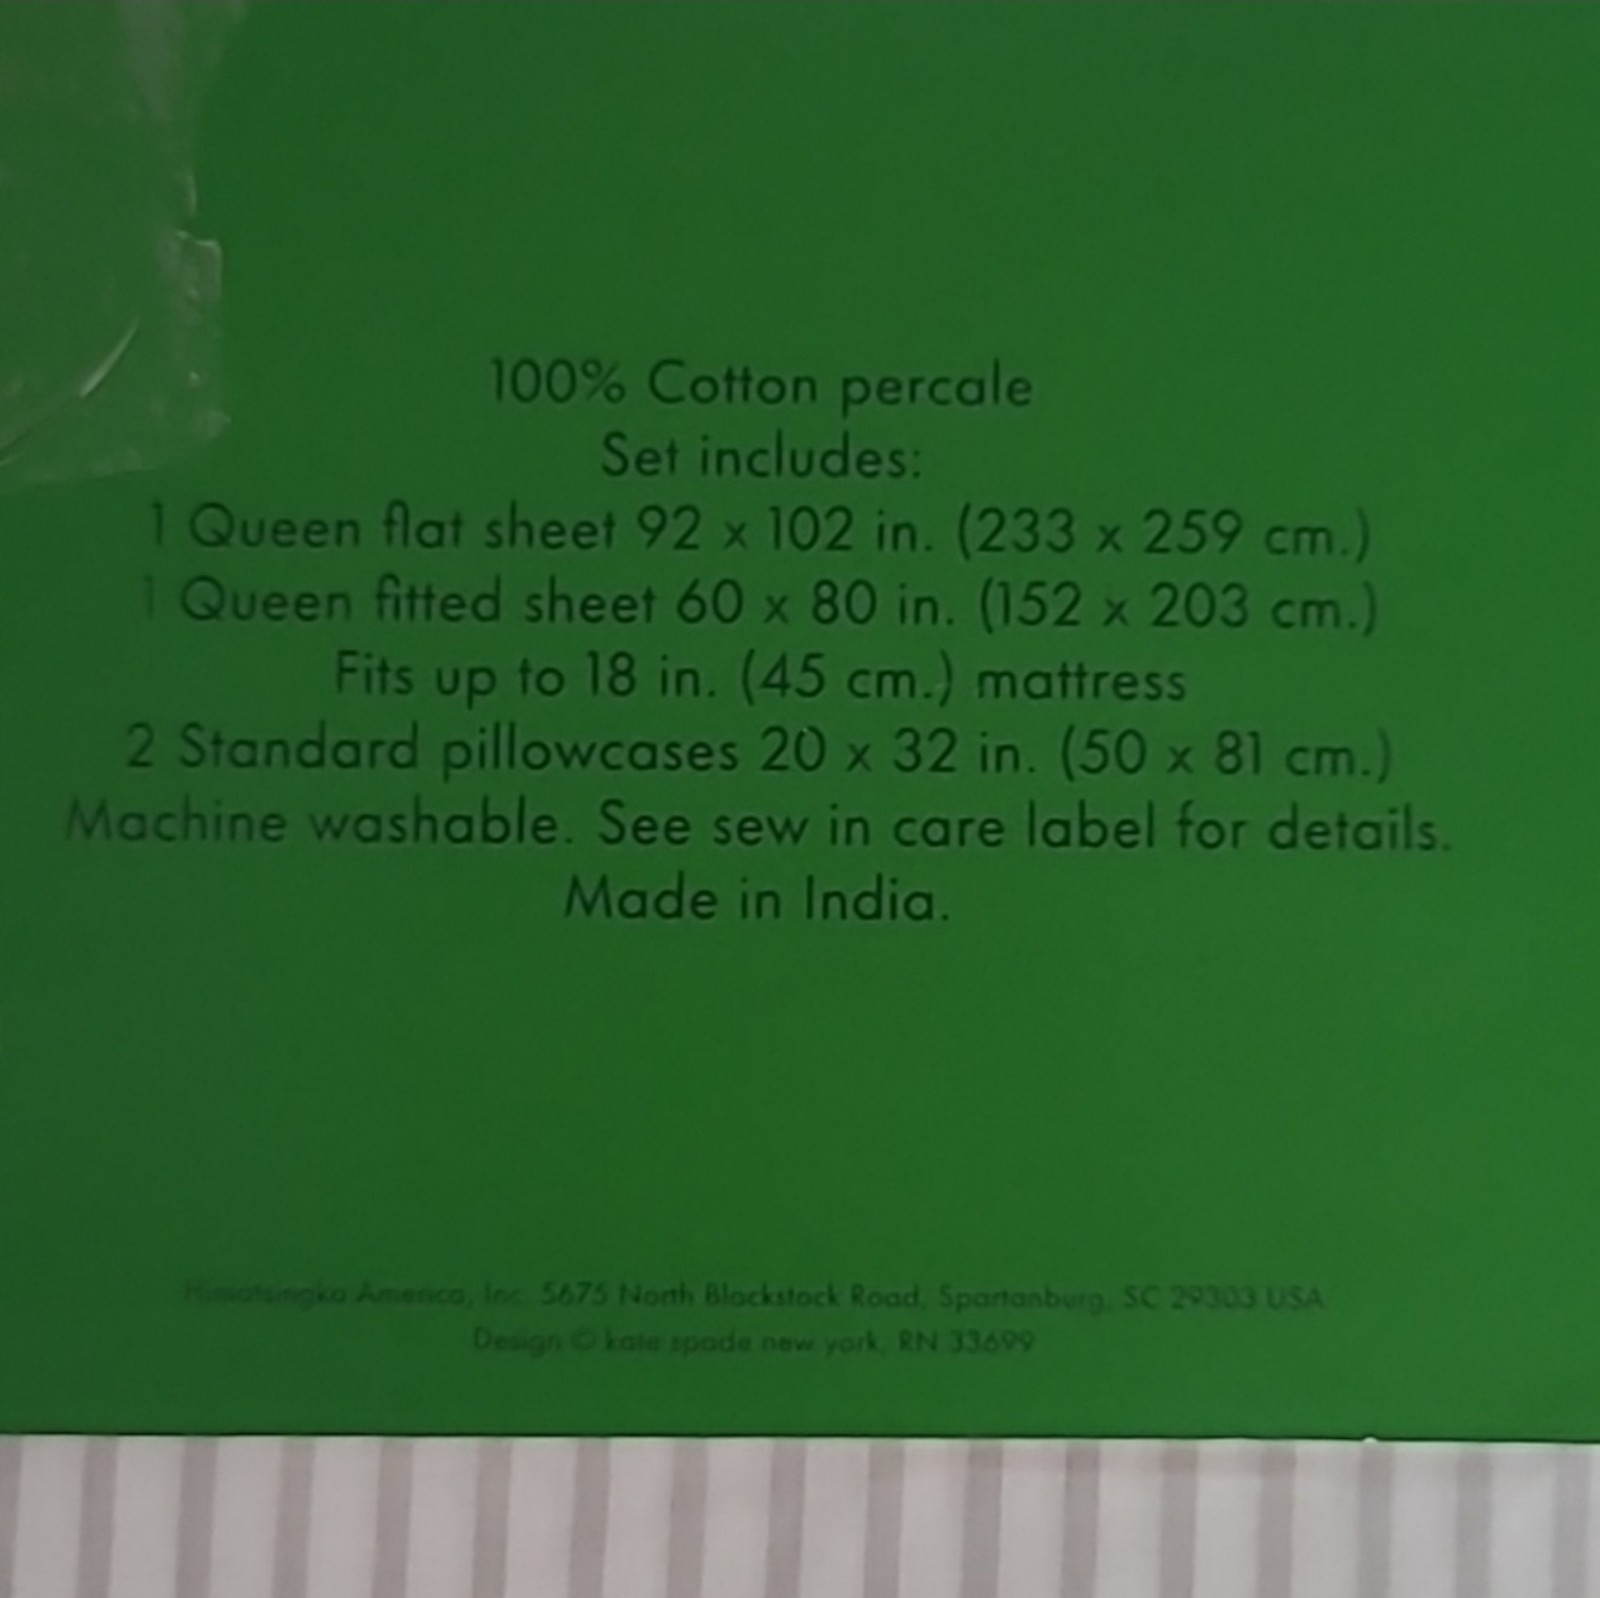 100% Cotton percale
Set includes:
1 Queen flat sheet 92 x 102 in. (233 x 259 cm.)
1 Queen fitted sheet 60 x 80 in. (152 x 203 cm.)
Fits up to 18 in. (45 cm.) mattress
2 Standard pillowcases 20 x 32 in. (50 x 81 cm.)
Machine washable. See sew in care label for details.
Made in India.
Himatsingka America, Inc. 5675 North Blackstock Road, Spartanburg, SC 29303 USA
Design © kate spade new york, RN 33699